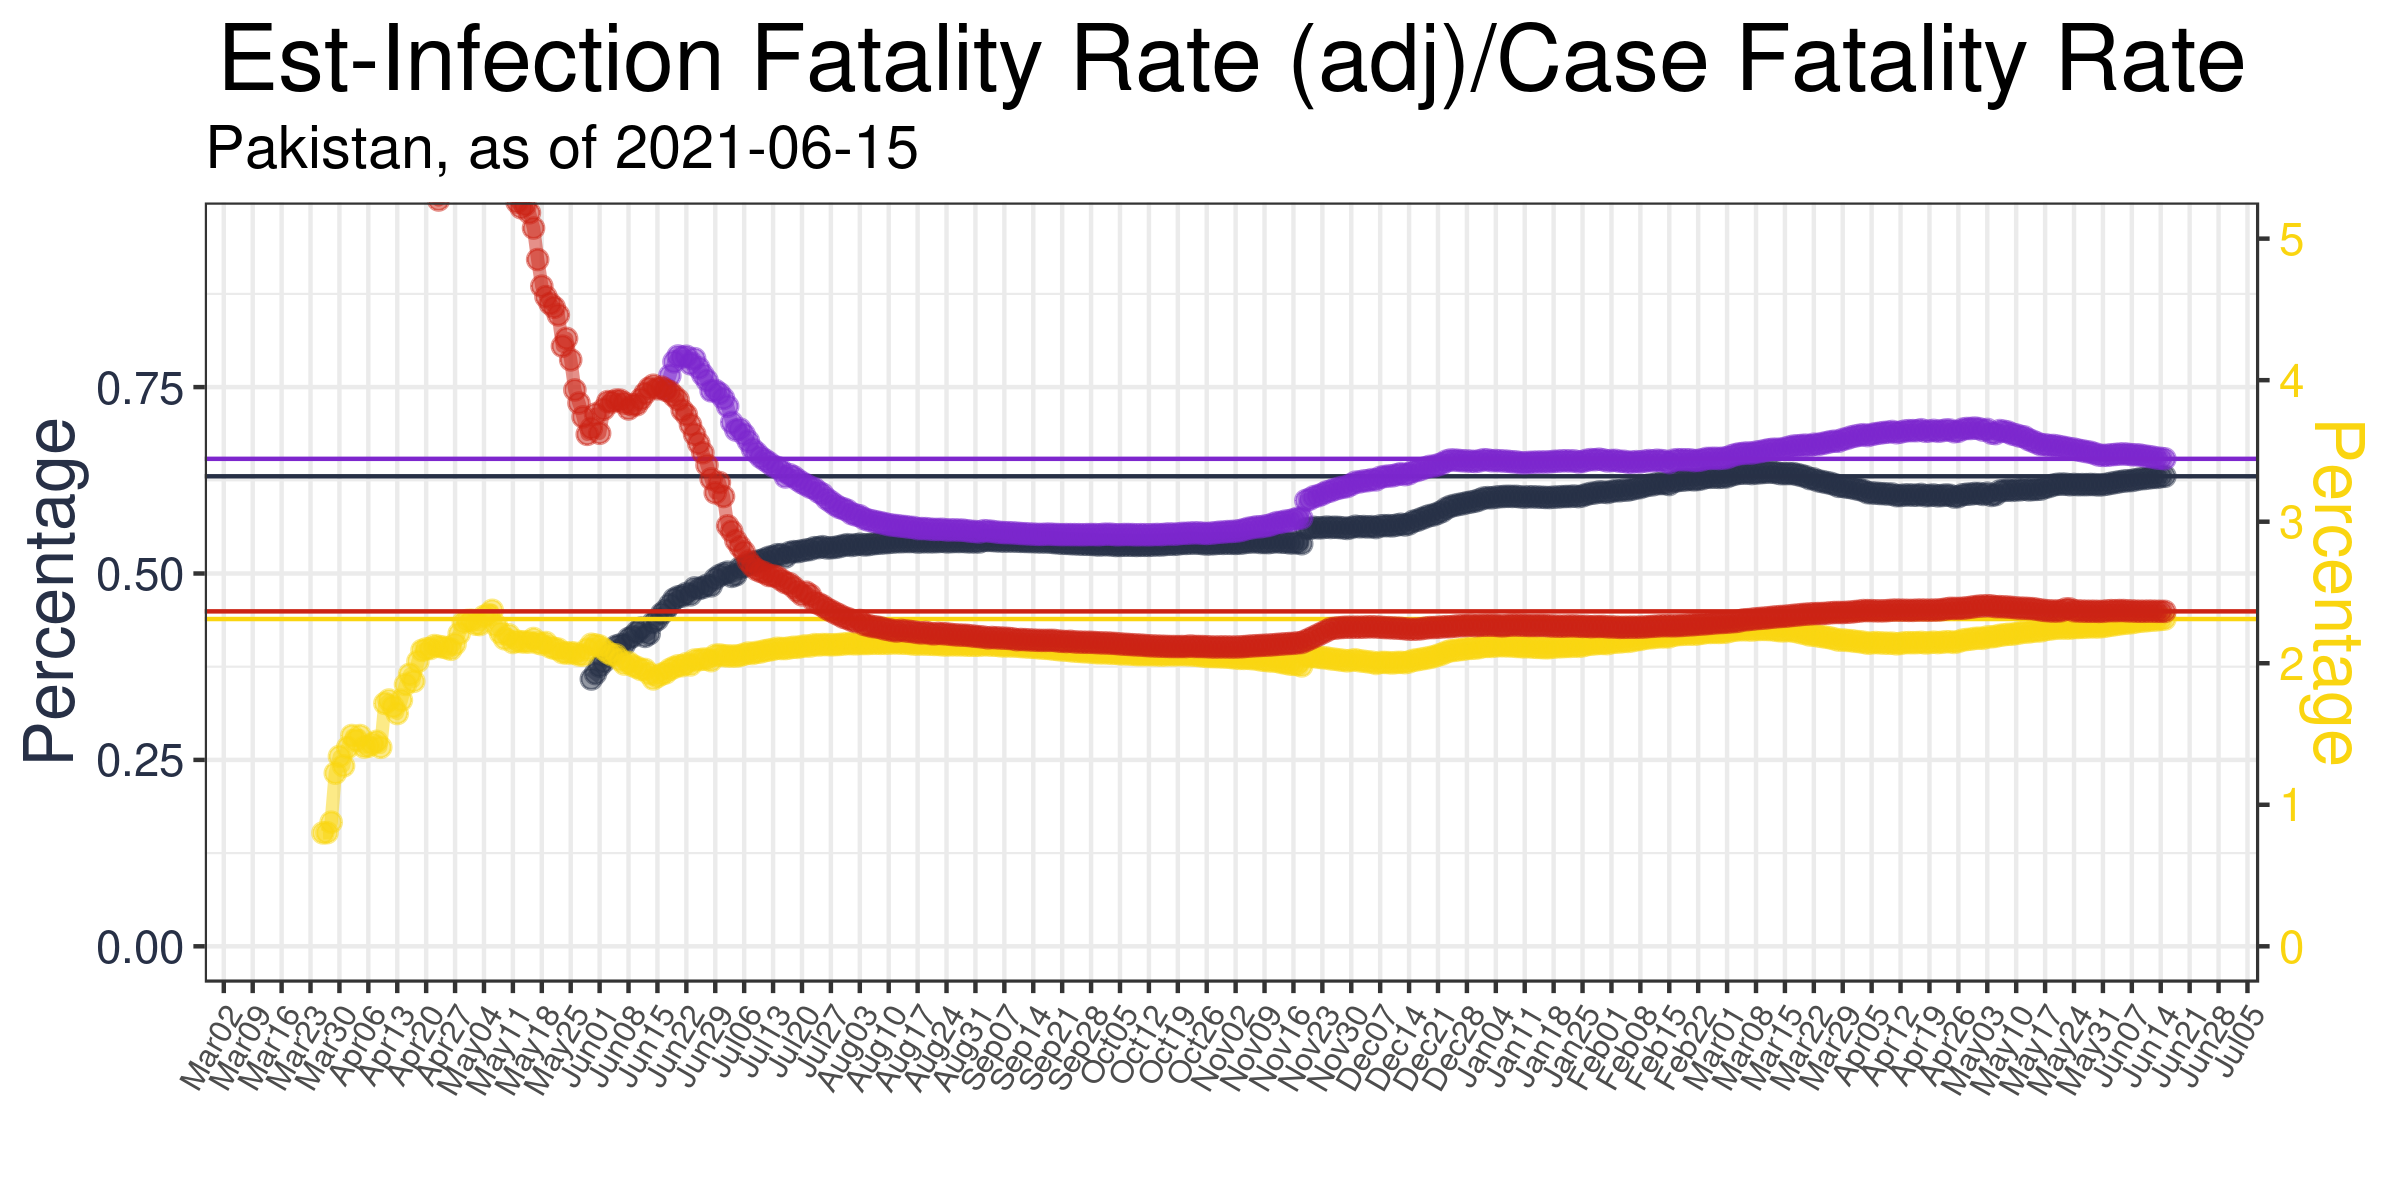 Est-Infection Fatality Rate (adj)/Case Fatality Rate
Pakistan, as of 2021-06-15
Percentage
0.75
0.50
0.25
0.00
5
4
3
2
1
0
Percentage
Mar02
Mar09
Mar16
Mar23
Mar30
Apr06
Apr13
Apr20
Apr27
May04
May11
May18
May25
Jun01
Jun08
Jun15
Jun22
Jun29
Jul06
Jul13
Jul20
Jul27
Aug03
Aug10
Aug17
Aug24
Aug31
Sep07
Sep14
Sep21
Sep28
Oct05
Oct12
Oct19
Oct26
Nov02
Nov09
Nov16
Nov23
Nov30
Dec07
Dec14
Dec21
Dec28
Jan04
Jan11
Jan18
Jan25
Feb01
Feb08
Feb15
Feb22
Mar01
Mar08
Mar15
Mar22
Mar29
Apr05
Apr12
Apr19
Apr26
May03
May10
May17
May24
May31
Jun07
Jun14
Jun21
Jun28
Jul05